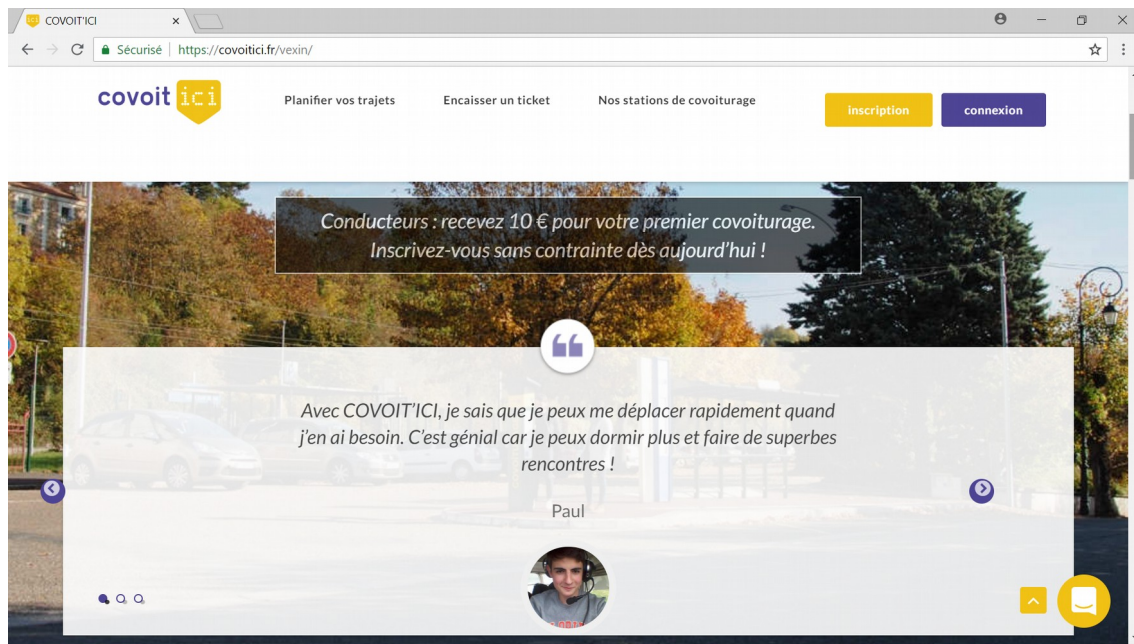 COVOIT'ICI
Sécurisé | https://covoitici.fr/vexin/
covoit ici
Planifier vos trajets
Encaisser un ticket
Nos stations de covoiturage
inscription
connexion
Conducteurs : recevez 10 € pour votre premier covoiturage.
Inscrivez-vous sans contrainte dès aujourd'hui !
Avec COVOIT'ICI, je sais que je peux me déplacer rapidement quand
j'en ai besoin. C'est génial car je peux dormir plus et faire de superbes
rencontres !
Paul